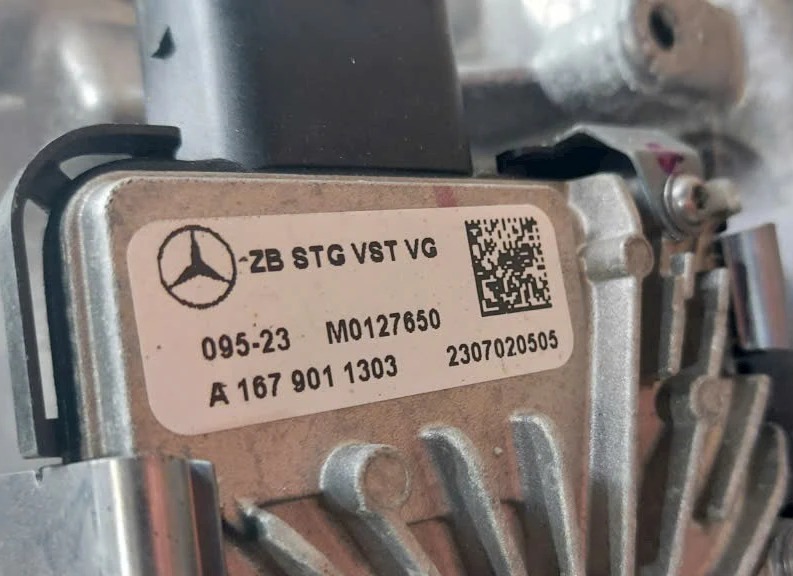 ZB STG VST VG
095-23 M0127650
A 167 901 1303 2307020505